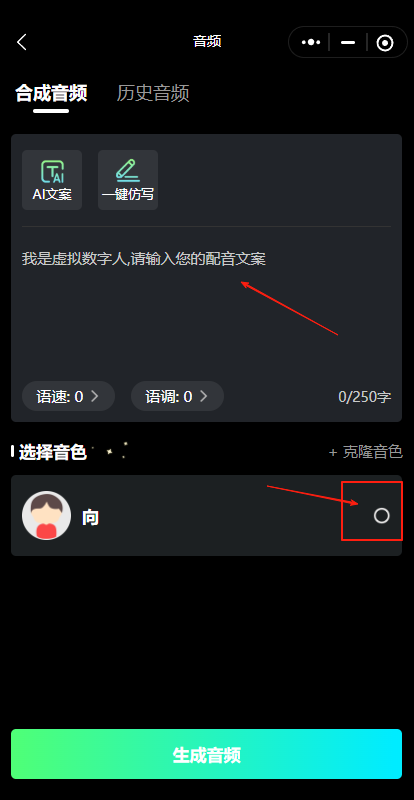 音频
合成音频 历史音频
AI文案 一键仿写
我是虚拟数字人,请输入您的配音文案
语速: 0 语调: 0 0/250字
选择音色 + 克隆音色
向
生成音频